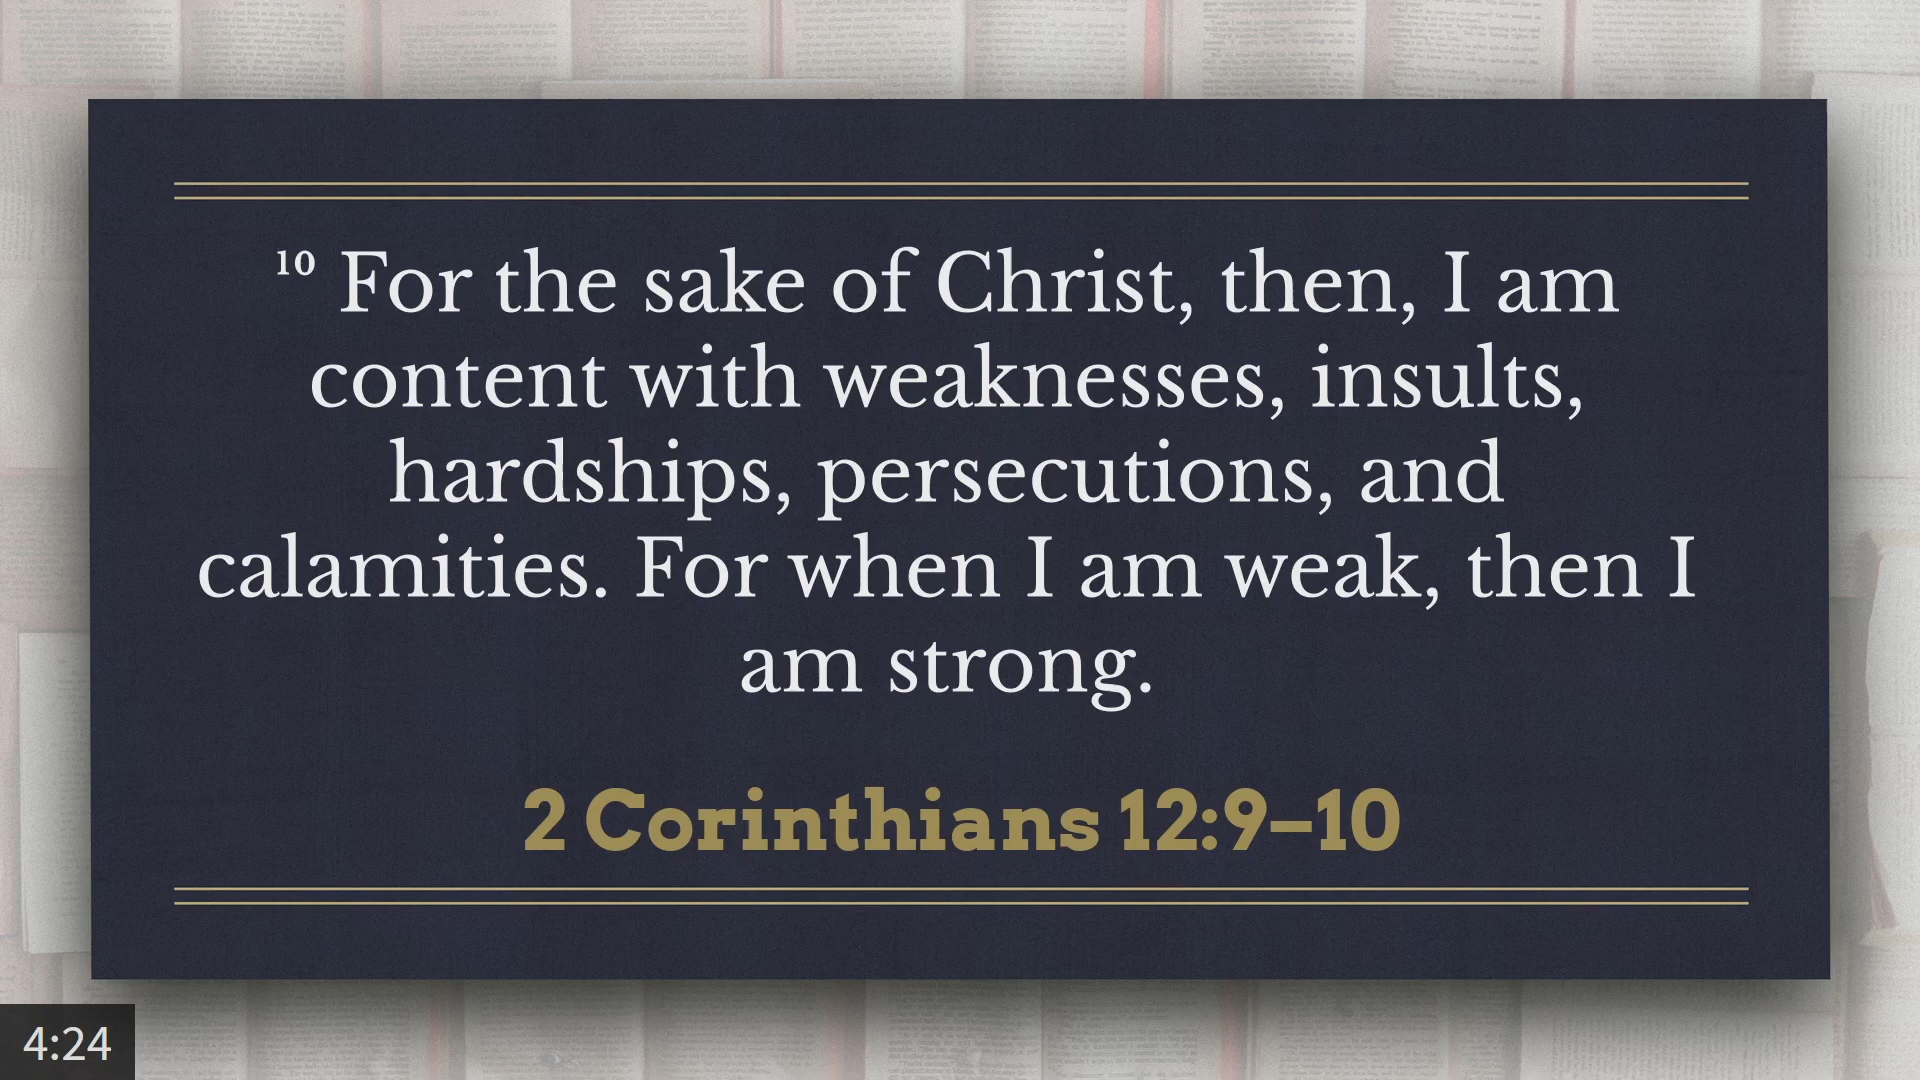 ¹⁰ For the sake of Christ, then, I am
content with weaknesses, insults,
hardships, persecutions, and
calamities. For when I am weak, then I
am strong.
2 Corinthians 12:9–10
4:24